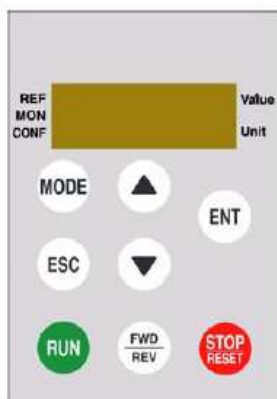 REF
MON
CONF
Value
Unit
MODE
ENT
ESC
RUN
FWD
REV
STOP
RESET